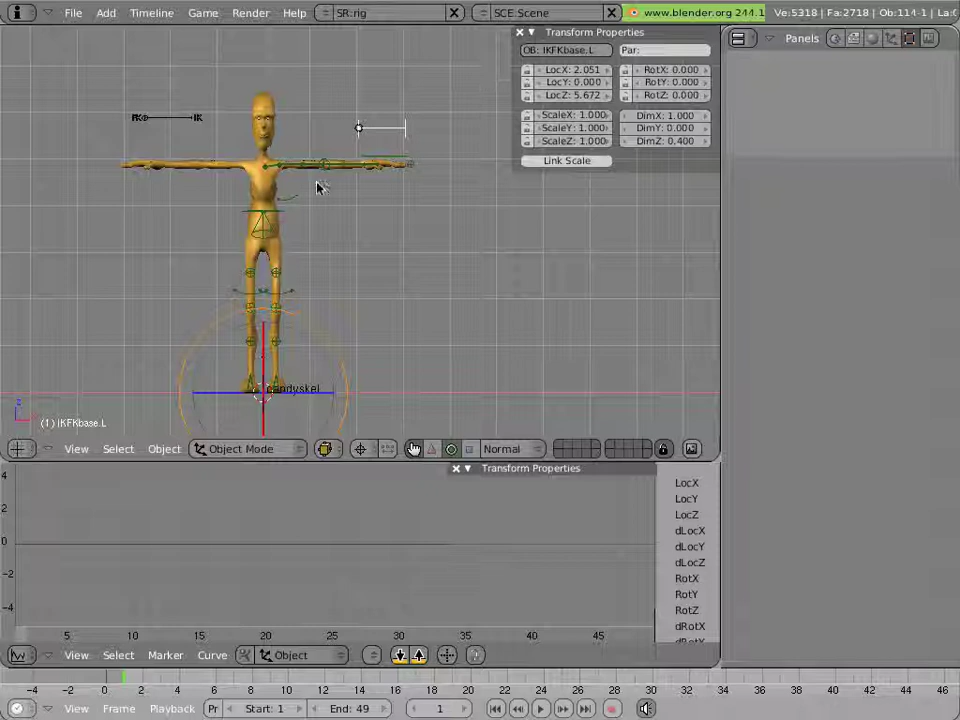 File Add Timeline Game Render Help SR:rig SCE:Scene www.blender.org 244.1 Ve:5318 | Fa:2718 | Ob:114-1 | La:
Transform Properties
Panels
OB: IKFKbase.L Par:
LocX: 2.051 RotX: 0.000
LocY: 0.000 RotY: 0.000
LocZ: 5.672 RotZ: 0.000
ScaleX: 1.000 DimX: 1.000
ScaleY: 1.000 DimY: 0.000
ScaleZ: 1.000 DimZ: 0.400
Link Scale
FK IK
z
(1) IKFKbase.L
View Select Object Object Mode Normal
Transform Properties
4
2
0
-2
-4
LocX
LocY
LocZ
dLocX
dLocY
dLocZ
RotX
RotY
RotZ
dRotX
dRotY
5 10 15 20 25 30 35 40 45
View Select Marker Curve Object
-4 -2 0 2 4 6 8 10 12 14 16 18 20 22 24 26 28 30 32 34 36 38 40 42 44 46
View Frame Playback Pr Start: 1 End: 49 1